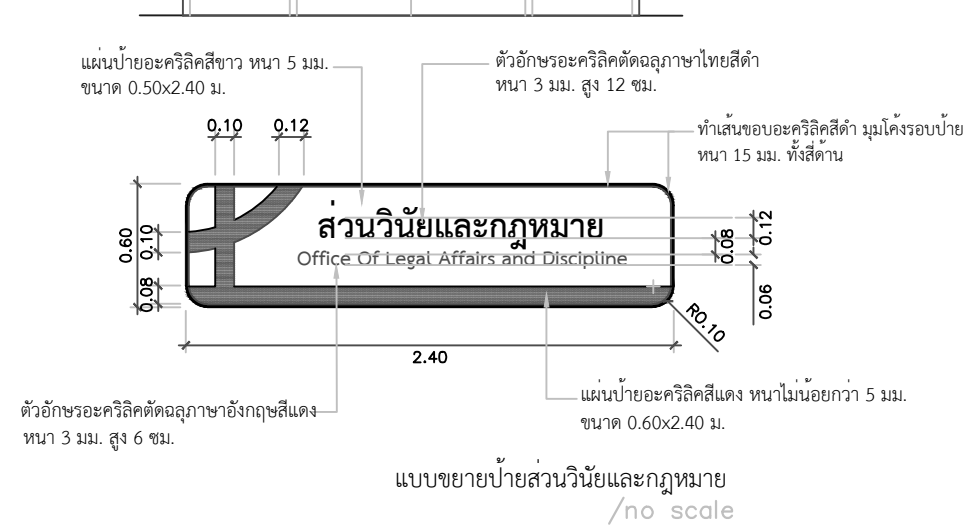 แผ่นป้ายอะคริลิคสีขาว หนา 5 มม.
ขนาด 0.50x2.40 ม.
ตัวอักษรอะคริลิคตัดฉลุภาษาไทยสีดำ
หนา 3 มม. สูง 12 ซม.
ทำเส้นขอบอะคริลิคสีดำ มุมโค้งรอบป้าย
หนา 15 มม. ทั้งสี่ด้าน
0.10
0.12
0.60
0.10
0.08
ส่วนวินัยและกฎหมาย
Office Of Legal Affairs and Discipline
0.08
0.12
0.06
R0.10
2.40
ตัวอักษรอะคริลิคตัดฉลุภาษาอังกฤษสีแดง
หนา 3 มม. สูง 6 ซม.
แผ่นป้ายอะคริลิคสีแดง หนาไม่น้อยกว่า 5 มม.
ขนาด 0.60x2.40 ม.
แบบขยายป้ายส่วนวินัยและกฎหมาย
/no scale